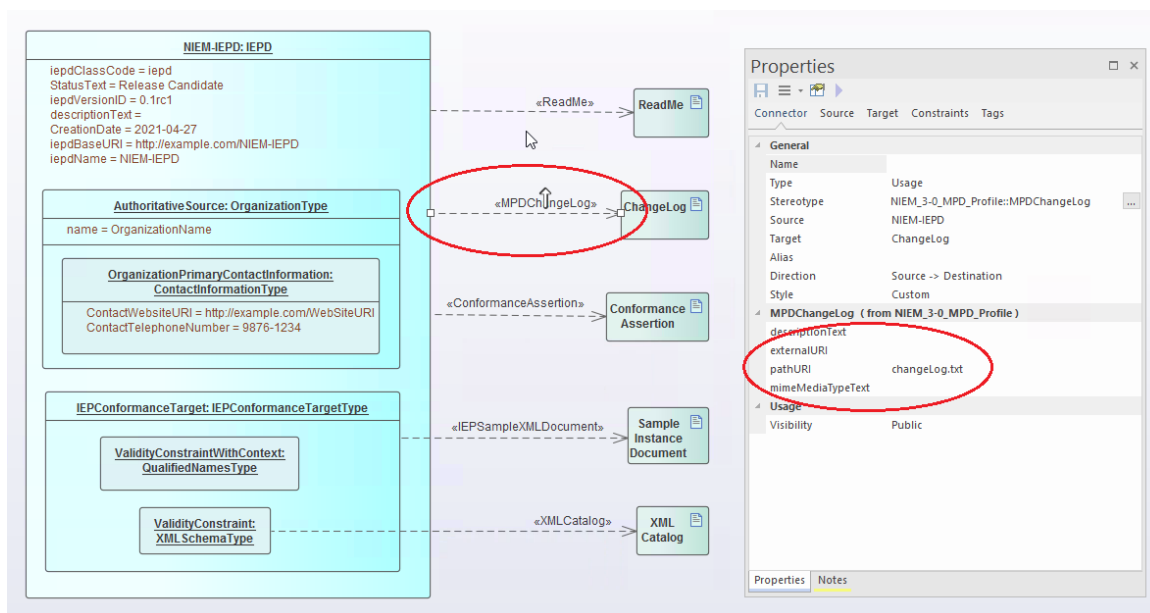 NIEM-IEPD: IEPD
iepdClassCode = iepd
StatusText = Release Candidate
iepdVersionID = 0.1rc1
descriptionText =
CreationDate = 2021-04-27
iepdBaseURI = http://example.com/NIEM-IEPD
iepdName = NIEM-IEPD
AuthoritativeSource: OrganizationType
name = OrganizationName
OrganizationPrimaryContactInformation:
ContactInformationType
ContactWebsiteURI = http://example.com/WebSiteURI
ContactTelephoneNumber = 9876-1234
IEPConformanceTarget: IEPConformanceTargetType
ValidityConstraintWithContext:
QualifiedNamesType
ValidityConstraint:
XMLSchemaType
«ReadMe»
ReadMe
«MPDChangeLog»
ChangeLog
«ConformanceAssertion»
Conformance
Assertion
«IEPSampleXMLDocument»
Sample
Instance
Document
«XMLCatalog»
XML
Catalog
Properties
Connector Source Target Constraints Tags
General
Name
Type Usage
Stereotype NIEM_3-0_MPD_Profile::MPDChangeLog ...
Source NIEM-IEPD
Target ChangeLog
Alias
Direction Source -> Destination
Style Custom
MPDChangeLog ( from NIEM_3-0_MPD_Profile )
descriptionText
externalURI
pathURI changeLog.txt
mimeMediaTypeText
Usage
Visibility Public
Properties Notes